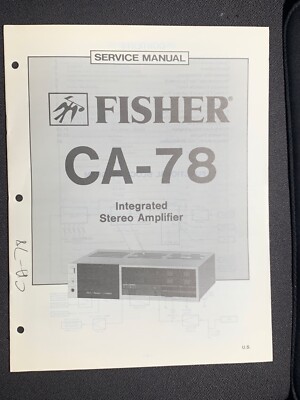 SERVICE MANUAL
FISHER®
CA-78
Integrated
Stereo Amplifier
CA-78
U.S.